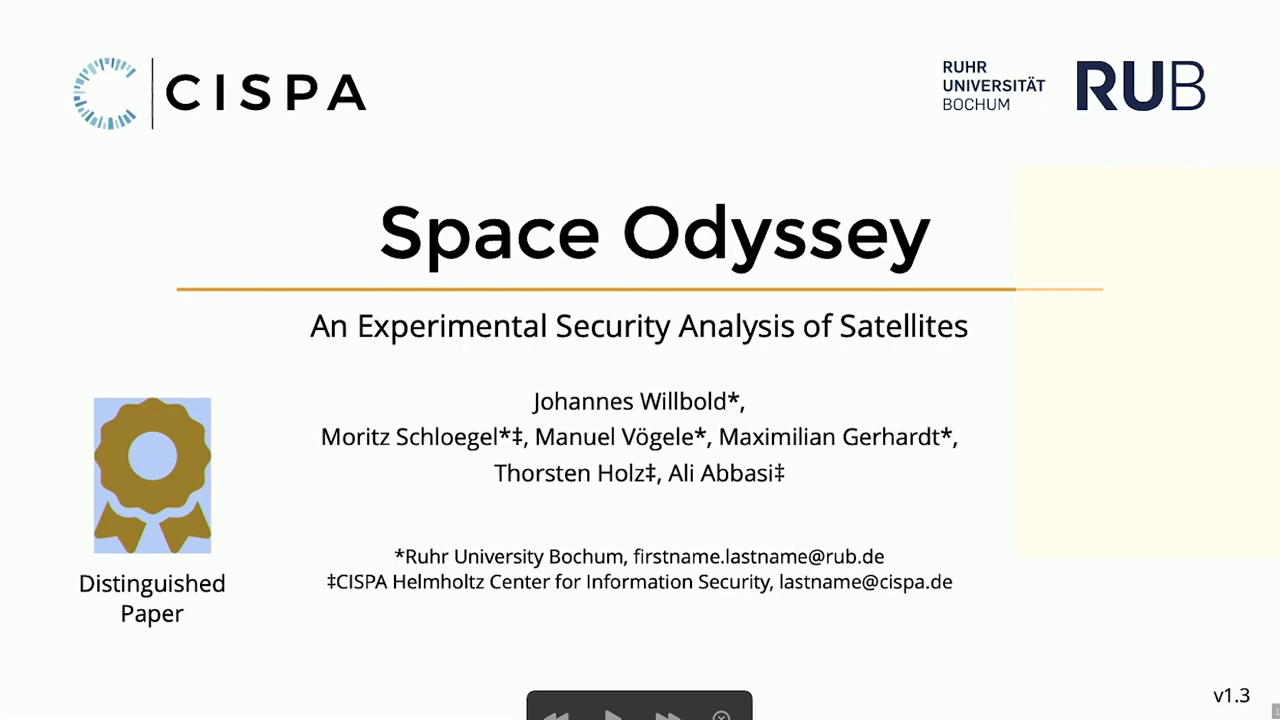 CISPA
RUHR
UNIVERSITÄT
BOCHUM
RUB
Space Odyssey
An Experimental Security Analysis of Satellites
Johannes Willbold*,
Moritz Schloegel*‡, Manuel Vögele*, Maximilian Gerhardt*,
Thorsten Holz‡, Ali Abbasi‡
*Ruhr University Bochum, firstname.lastname@rub.de
‡CISPA Helmholtz Center for Information Security, lastname@cispa.de
Distinguished
Paper
v1.3
1